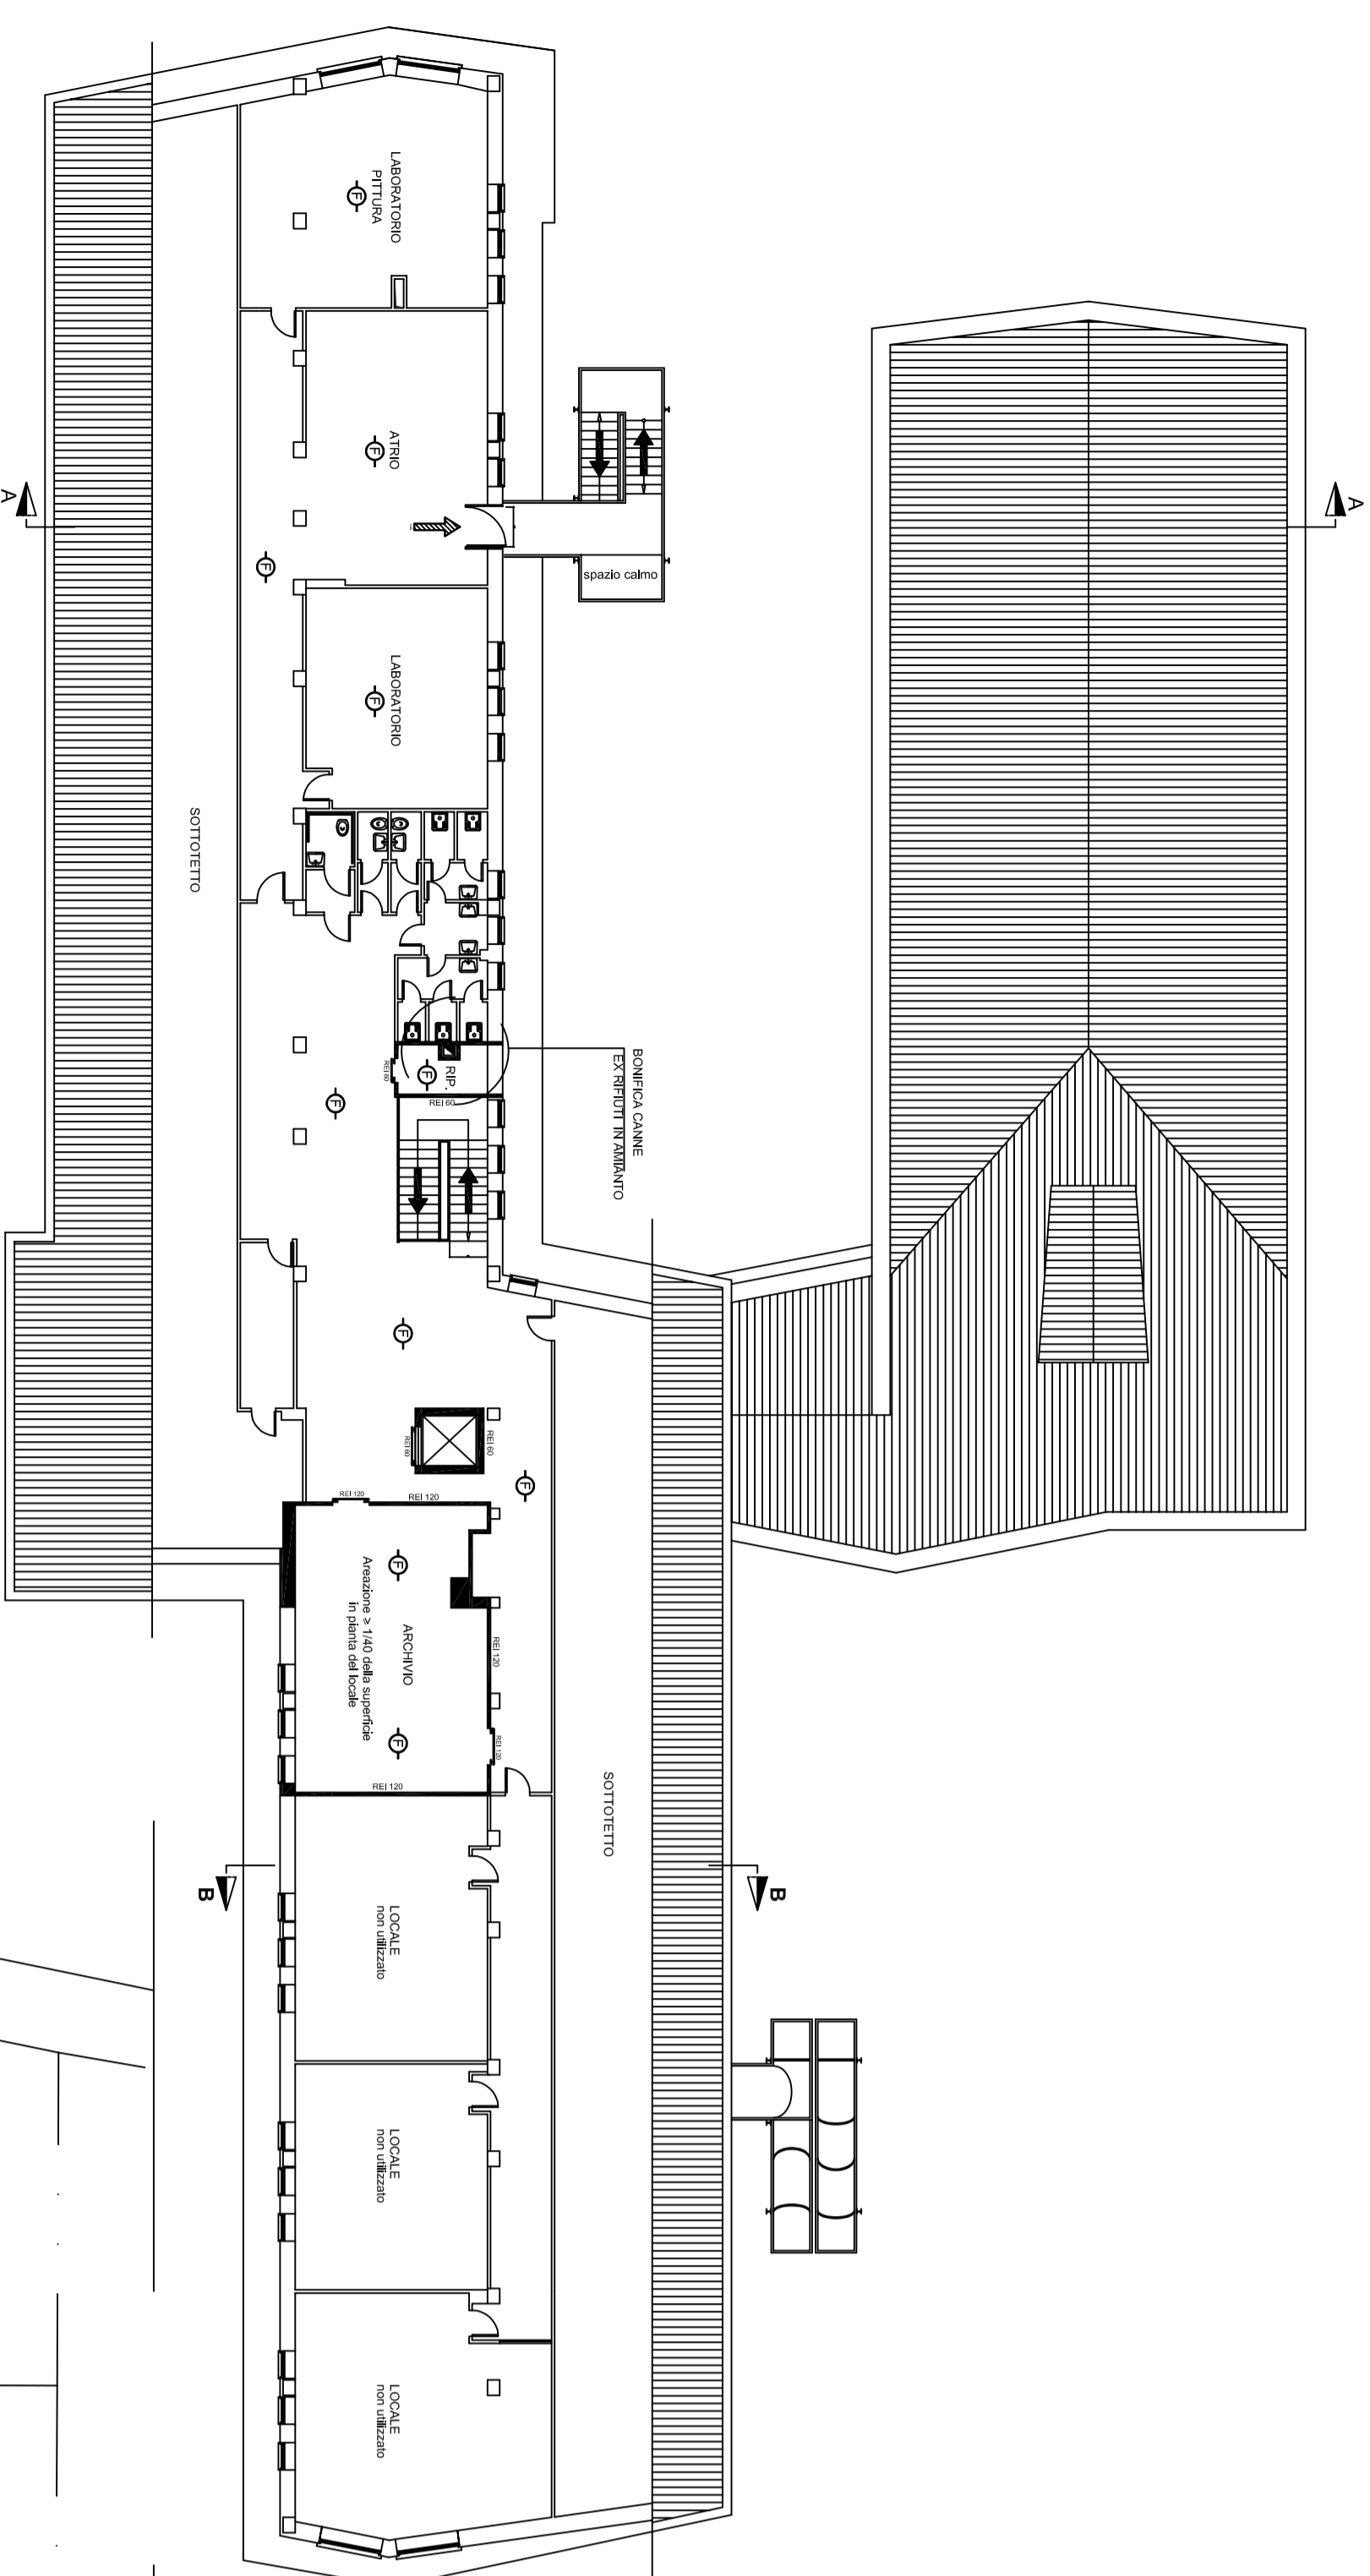 LABORATORIO
PITTURA
F
A
A
ATRIO
F
F
spazio calmo
LABORATORIO
F
SOTTOTETTO
BONIFICA CANNE
EX RIFIUTI IN AMIANTO
RIP.
F
REI 60
REI 60
F
F
REI 60
REI 60
F
REI 120
REI 120
F
ARCHIVIO
Areazione ≥ 1/40 della superficie
in pianta del locale
REI 120
F
REI 120
REI 120
SOTTOTETTO
B
B
LOCALE
non utilizzato
LOCALE
non utilizzato
LOCALE
non utilizzato